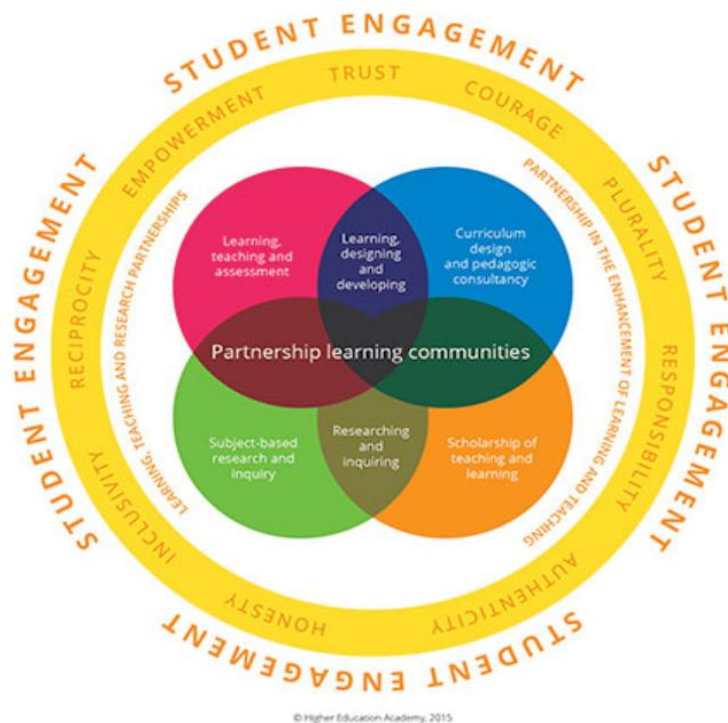 STUDENT ENGAGEMENT
STUDENT ENGAGEMENT
STUDENT ENGAGEMENT
STUDENT ENGAGEMENT
TRUST
COURAGE
PLURALITY
RESPONSIBILITY
AUTHENTICITY
HONESTY
INCLUSIVITY
RECIPROCITY
EMPOWERMENT
LEARNING, TEACHING AND RESEARCH PARTNERSHIPS
PARTNERSHIP IN THE ENHANCEMENT OF LEARNING AND TEACHING
Learning,
teaching and
assessment
Learning,
designing
and
developing
Curriculum
design
and pedagogic
consultancy
Partnership learning communities
Subject-based
research and
inquiry
Researching
and
inquiring
Scholarship of
teaching and
learning
© Higher Education Academy, 2015